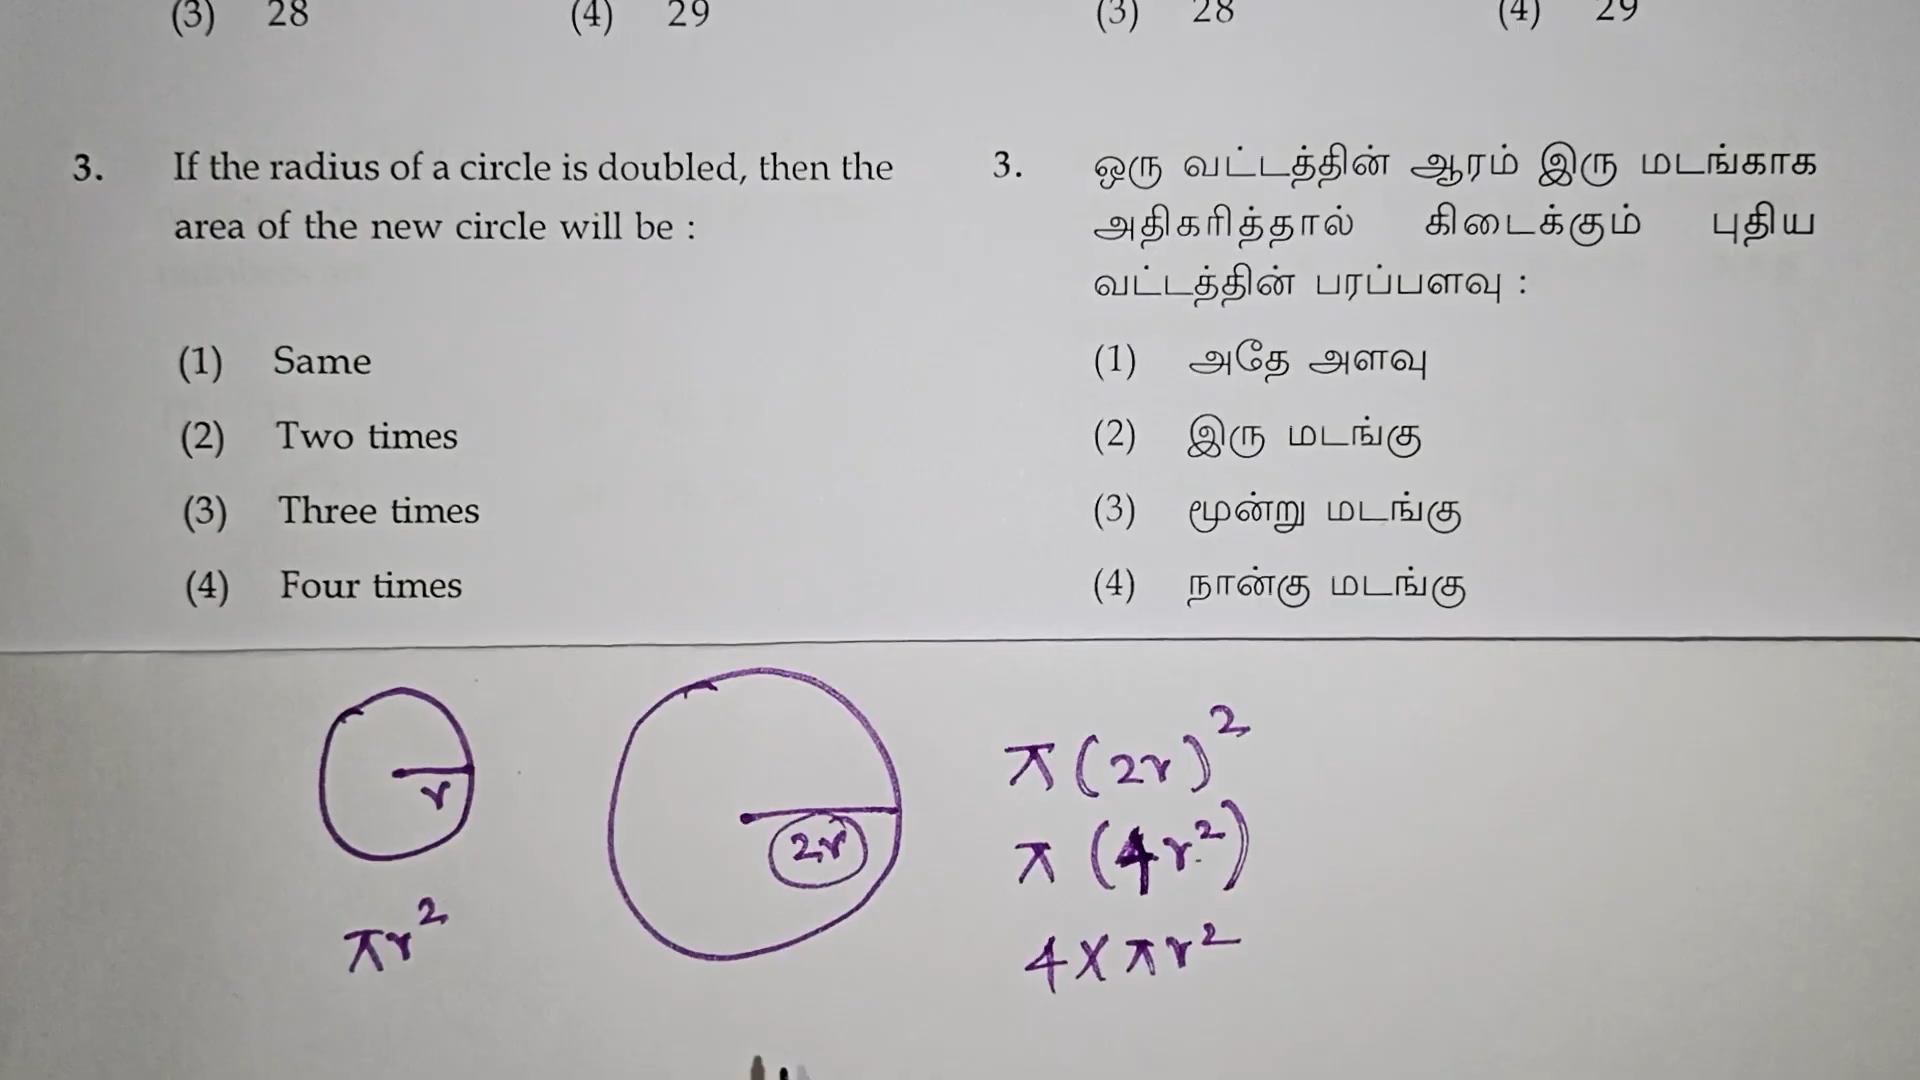 (3) 28 (4) 29
3. If the radius of a circle is doubled, then the
area of the new circle will be :
(1) Same
(2) Two times
(3) Three times
(4) Four times
(3) 28 (4) 29
3. ஒரு வட்டத்தின் ஆரம் இரு மடங்காக
அதிகரித்தால் கிடைக்கும் புதிய
வட்டத்தின் பரப்பளவு :
(1) அதே அளவு
(2) இரு மடங்கு
(3) மூன்று மடங்கு
(4) நான்கு மடங்கு
r
πr²
2r
π(2r)²
π(4r²)
4×πr²